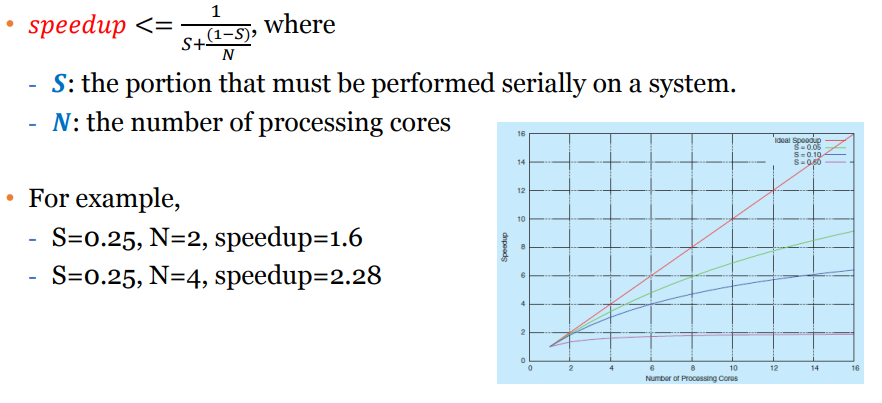 • speedup <= 1 / (S+(1−S)/N), where
- S: the portion that must be performed serially on a system.
- N: the number of processing cores
• For example,
- S=0.25, N=2, speedup=1.6
- S=0.25, N=4, speedup=2.28
Ideal Speedup
S = 0.05
S = 0.10
S = 0.50
Speedup
16
14
12
10
8
6
4
2
0
0 2 4 6 8 10 12 14 16
Number of Processing Cores